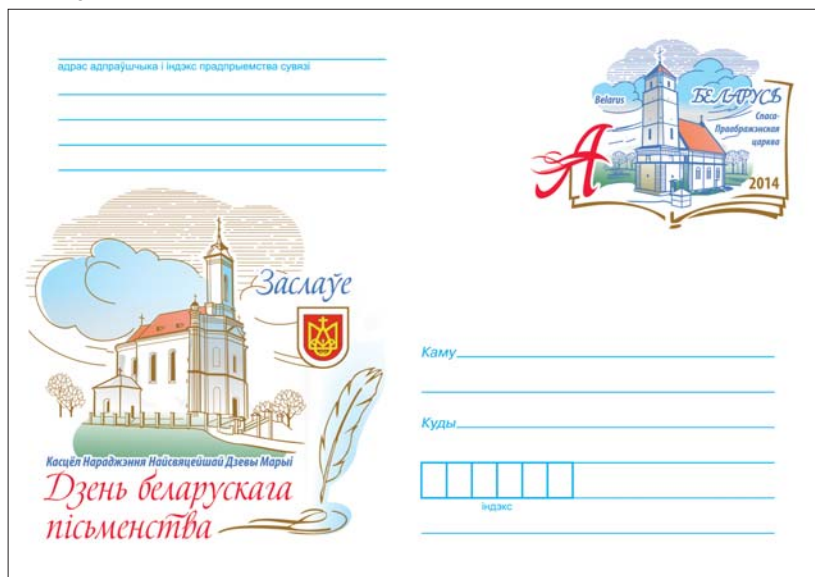 адрас адпраўшчыка і індэкс прадпрыемства сувязі
Belarus
БЕЛАРУСЬ
Спаса-
Праабражэнская
царква
А
2014
Заслаўе
Касцёл Нараджэння Найсвяцейшай Дзевы Марыі
Дзень беларускага
пісьменства
Каму
Куды
індэкс